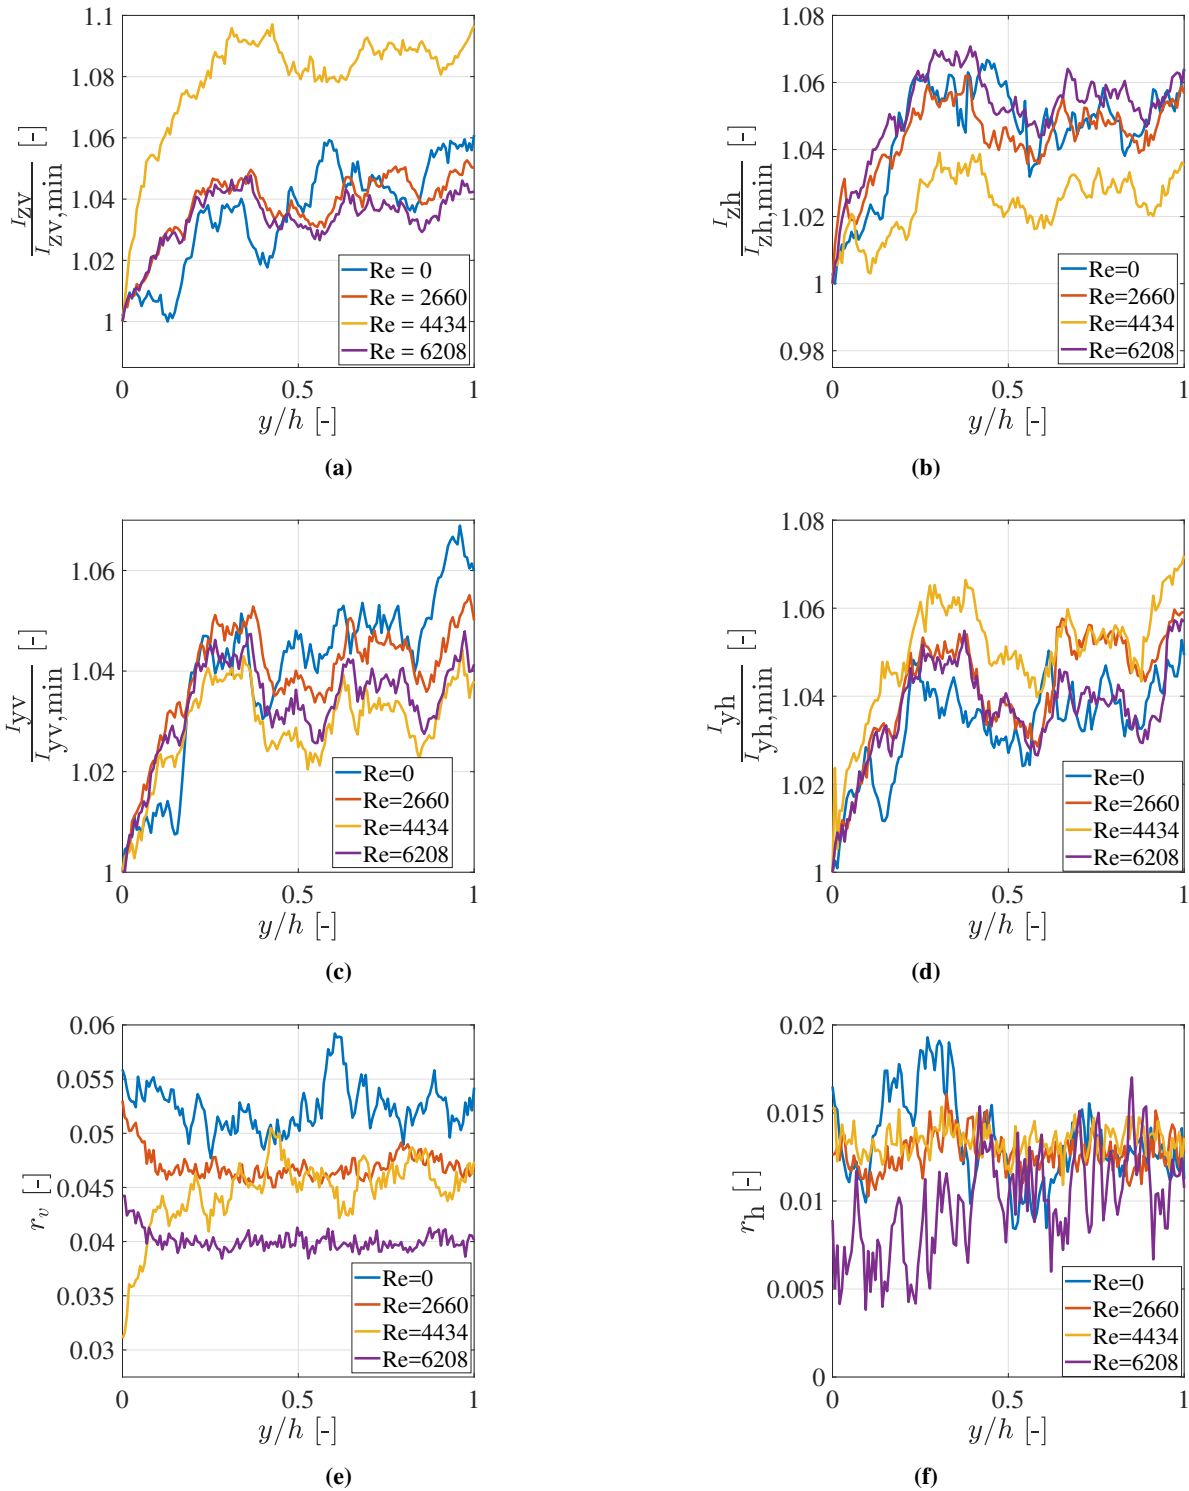 1.1
1.08
1.06
1.04
1.02
1
I_zv / I_zv,min [-]
Re = 0
Re = 2660
Re = 4434
Re = 6208
0 0.5 1
y/h [-]
(a)
1.08
1.06
1.04
1.02
1
0.98
I_zh / I_zh,min [-]
Re=0
Re=2660
Re=4434
Re=6208
0 0.5 1
y/h [-]
(b)
1.06
1.04
1.02
1
I_yv / I_yv,min [-]
Re=0
Re=2660
Re=4434
Re=6208
0 0.5 1
y/h [-]
(c)
1.08
1.06
1.04
1.02
1
I_yh / I_yh,min [-]
Re=0
Re=2660
Re=4434
Re=6208
0 0.5 1
y/h [-]
(d)
0.06
0.055
0.05
0.045
0.04
0.035
0.03
r_v [-]
Re=0
Re=2660
Re=4434
Re=6208
0 0.5 1
y/h [-]
(e)
0.02
0.015
0.01
0.005
0
r_h [-]
Re=0
Re=2660
Re=4434
Re=6208
0 0.5 1
y/h [-]
(f)